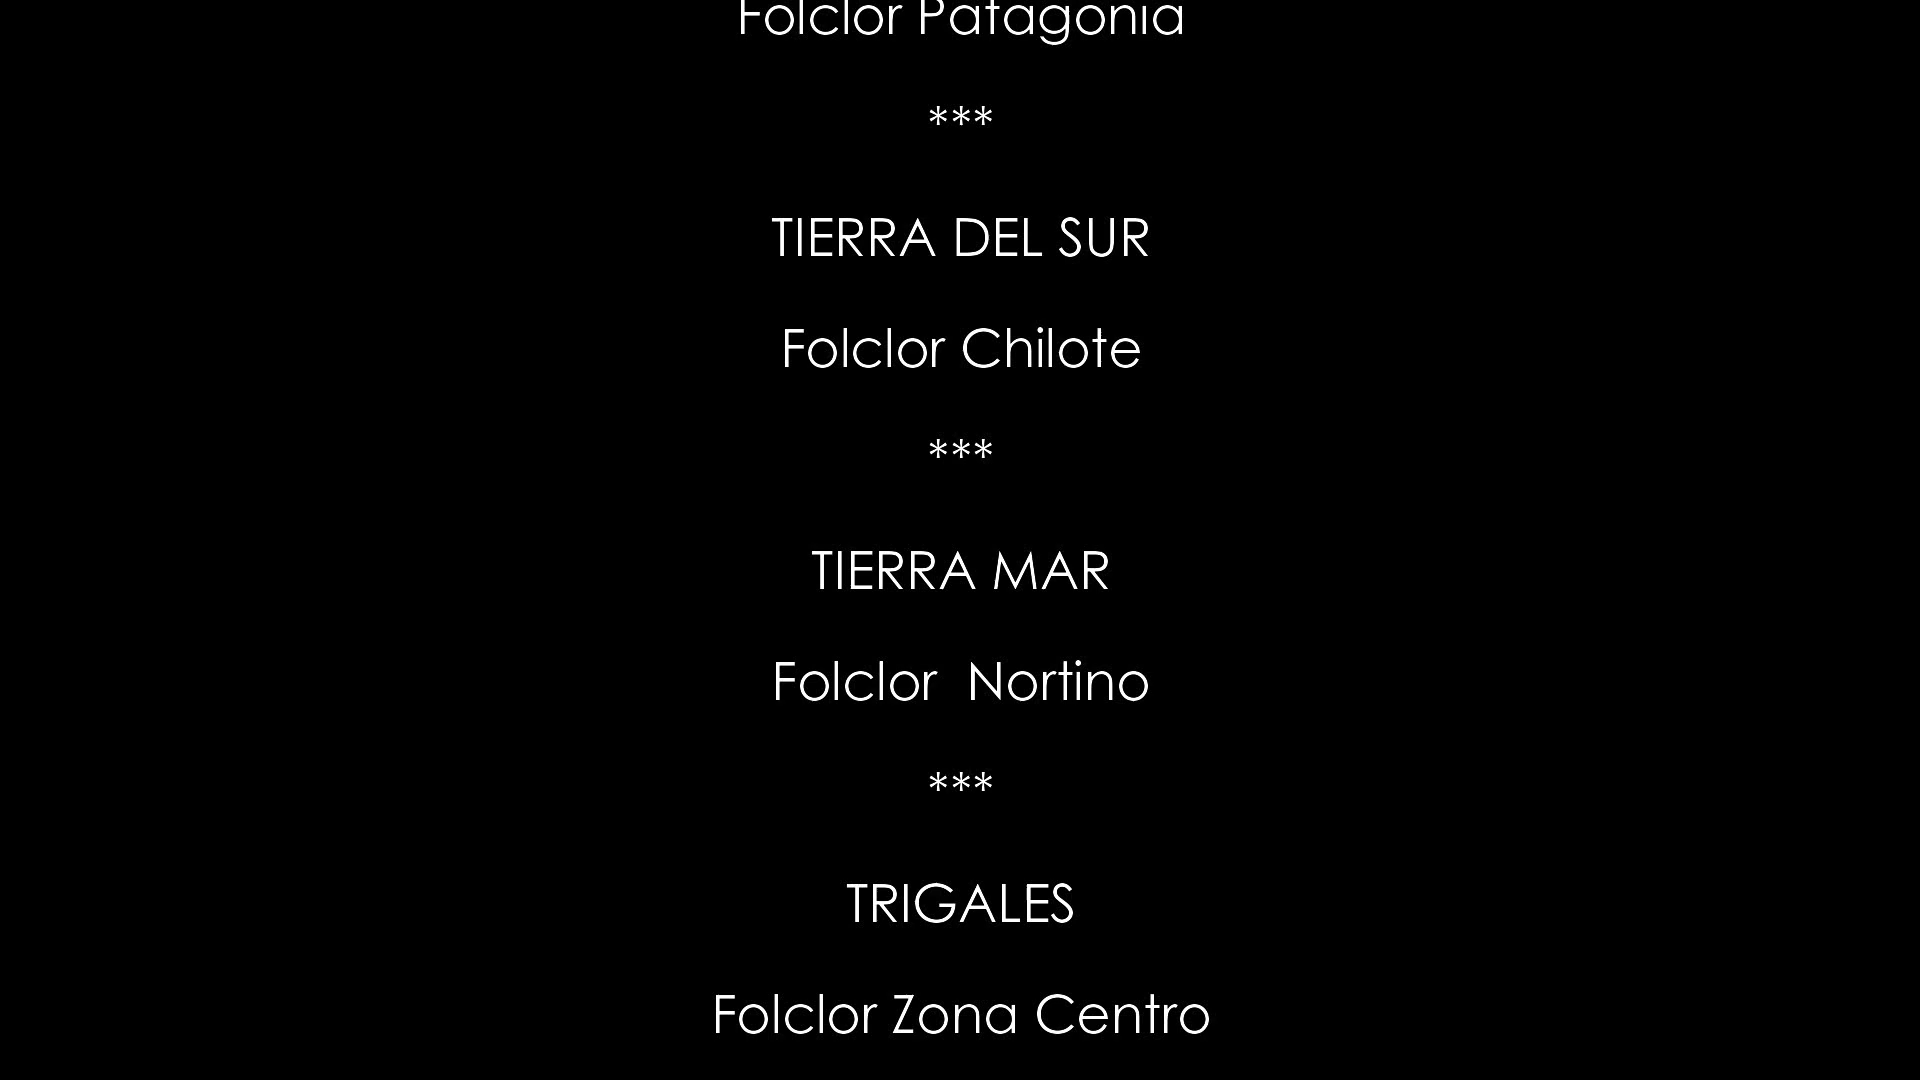 Folclor Patagonia
***
TIERRA DEL SUR
Folclor Chilote
***
TIERRA MAR
Folclor  Nortino
***
TRIGALES
Folclor Zona Centro